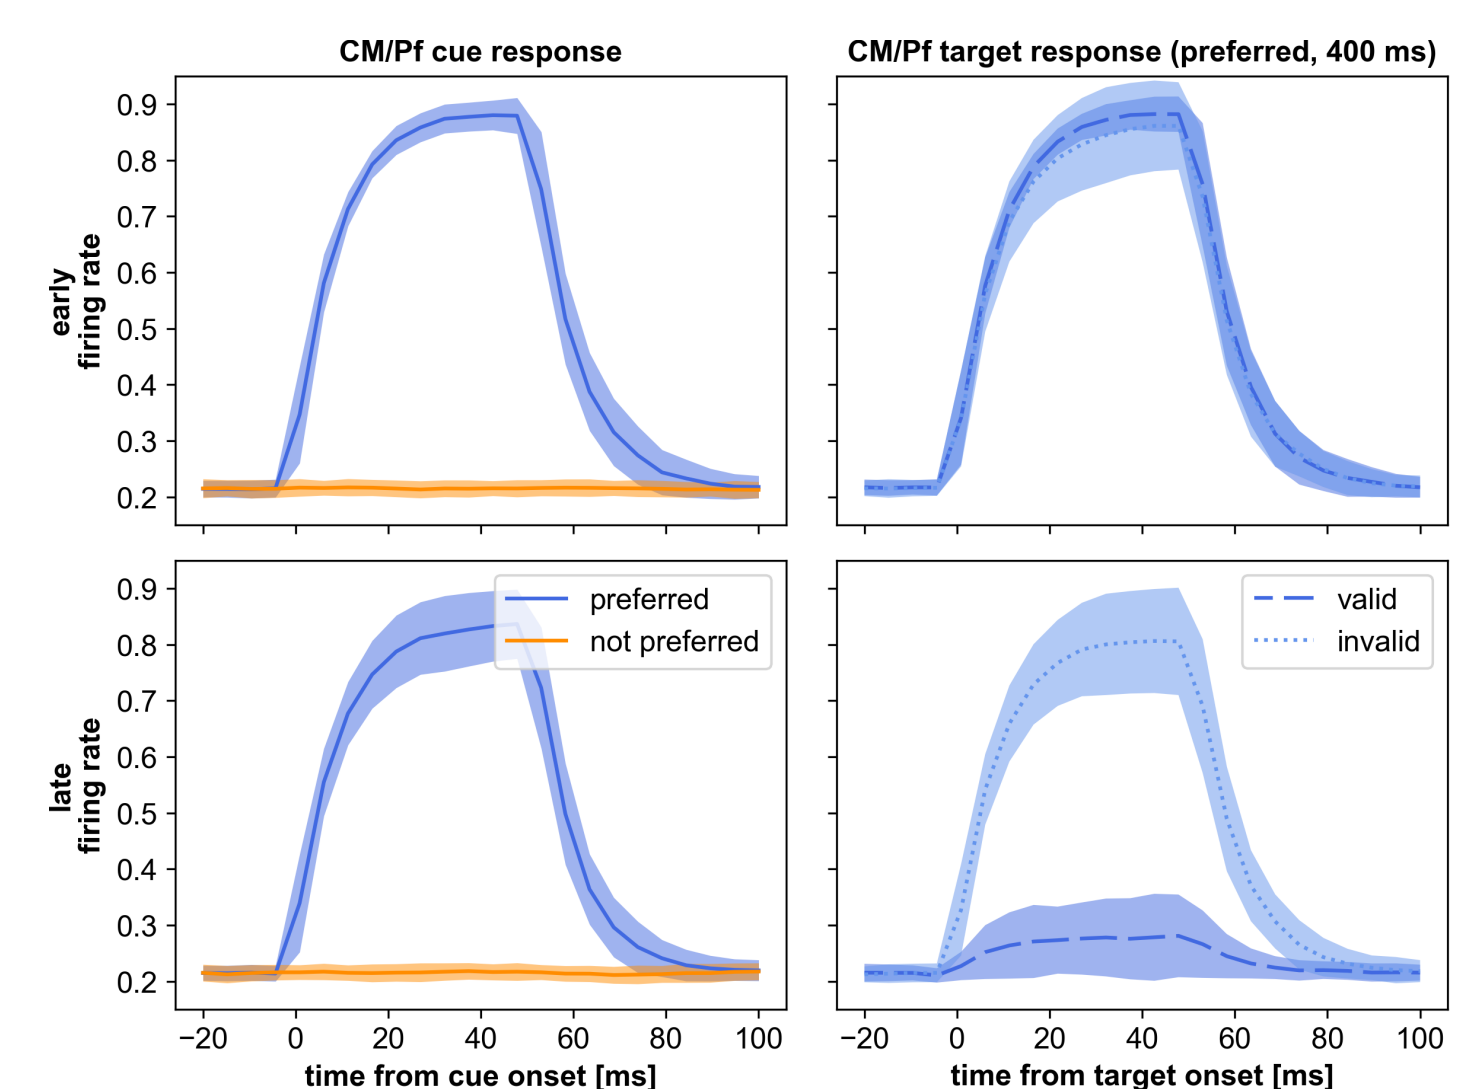 CM/Pf cue response
CM/Pf target response (preferred, 400 ms)
early
firing rate
0.9
0.8
0.7
0.6
0.5
0.4
0.3
0.2
late
firing rate
0.9
0.8
0.7
0.6
0.5
0.4
0.3
0.2
preferred
not preferred
valid
invalid
−20 0 20 40 60 80 100
−20 0 20 40 60 80 100
time from cue onset [ms]
time from target onset [ms]